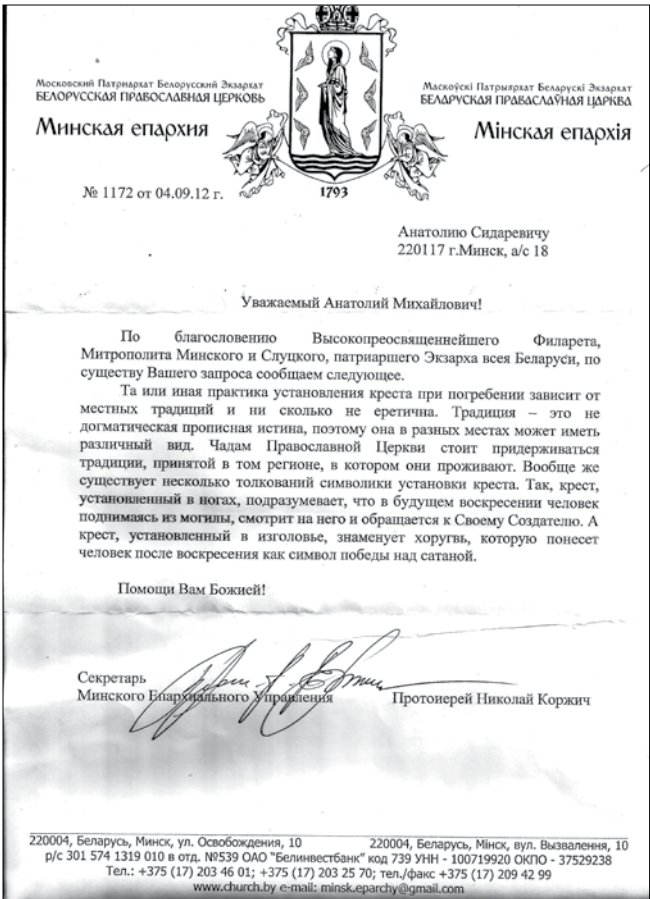 Московский Патриархат Белорусский Экзархат
БЕЛОРУССКАЯ ПРАВОСЛАВНАЯ ЦЕРКОВЬ
Минская епархия
Маскоўскі Патрыярхат Беларускі Экзархат
БЕЛАРУСКАЯ ПРАВАСЛАЎНАЯ ЦАРКВА
Мінская епархія
1793
№ 1172 от 04.09.12 г.
Анатолию Сидаревичу
220117 г.Минск, а/с 18
Уважаемый Анатолий Михайлович!
По благословению Высокопреосвященнейшего Филарета,
Митрополита Минского и Слуцкого, патриаршего Экзарха всея Беларуси, по
существу Вашего запроса сообщаем следующее.
Та или иная практика установления креста при погребении зависит от
местных традиций и ни сколько не еретична. Традиция – это не
догматическая прописная истина, поэтому она в разных местах может иметь
различный вид. Чадам Православной Церкви стоит придерживаться
традиции, принятой в том регионе, в котором они проживают. Вообще же
существует несколько толкований символики установки креста. Так, крест,
установленный в ногах, подразумевает, что в будущем воскресении человек
поднимаясь из могилы, смотрит на него и обращается к Своему Создателю. А
крест, установленный в изголовье, знаменует хоругвь, которую понесет
человек после воскресения как символ победы над сатаной.
Помощи Вам Божией!
Секретарь
Минского Епархиального Управления
Протоиерей Николай Коржич
220004, Беларусь, Минск, ул. Освобождения, 10
220004, Беларусь, Мінск, вул. Вызвалення, 10
р/с 301 574 1319 010 в отд. №539 ОАО "Белинвестбанк" код 739 УНН - 100719920 ОКПО - 37529238
Тел.: +375 (17) 203 46 01; +375 (17) 203 25 70; тел./факс +375 (17) 209 42 99
www.church.by e-mail: minsk.eparchy@gmail.com